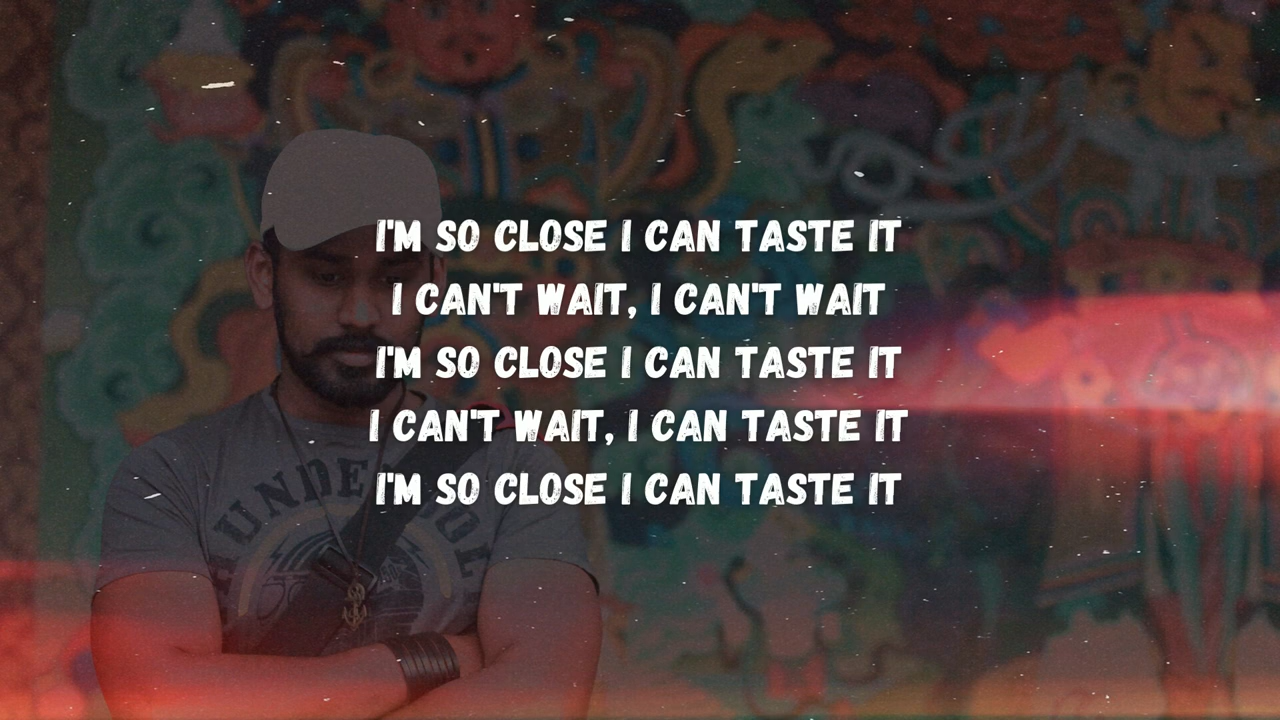 I'M SO CLOSE I CAN TASTE IT
I CAN'T WAIT, I CAN'T WAIT
I'M SO CLOSE I CAN TASTE IT
I CAN'T WAIT, I CAN TASTE IT
I'M SO CLOSE I CAN TASTE IT